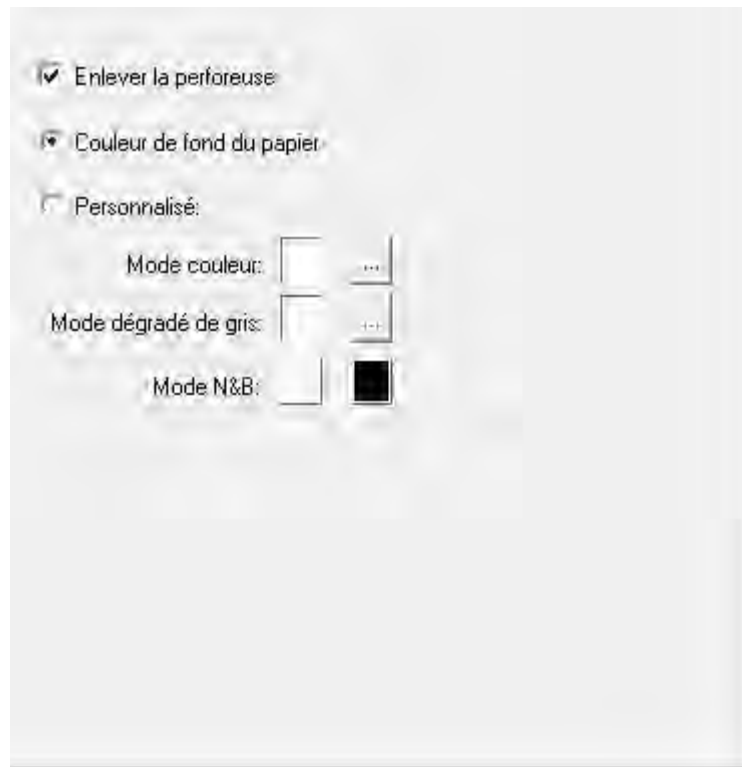 Enlever la perforeuse
Couleur de fond du papier
Personnalisé:
Mode couleur: ...
Mode dégradé de gris: ...
Mode N&B: